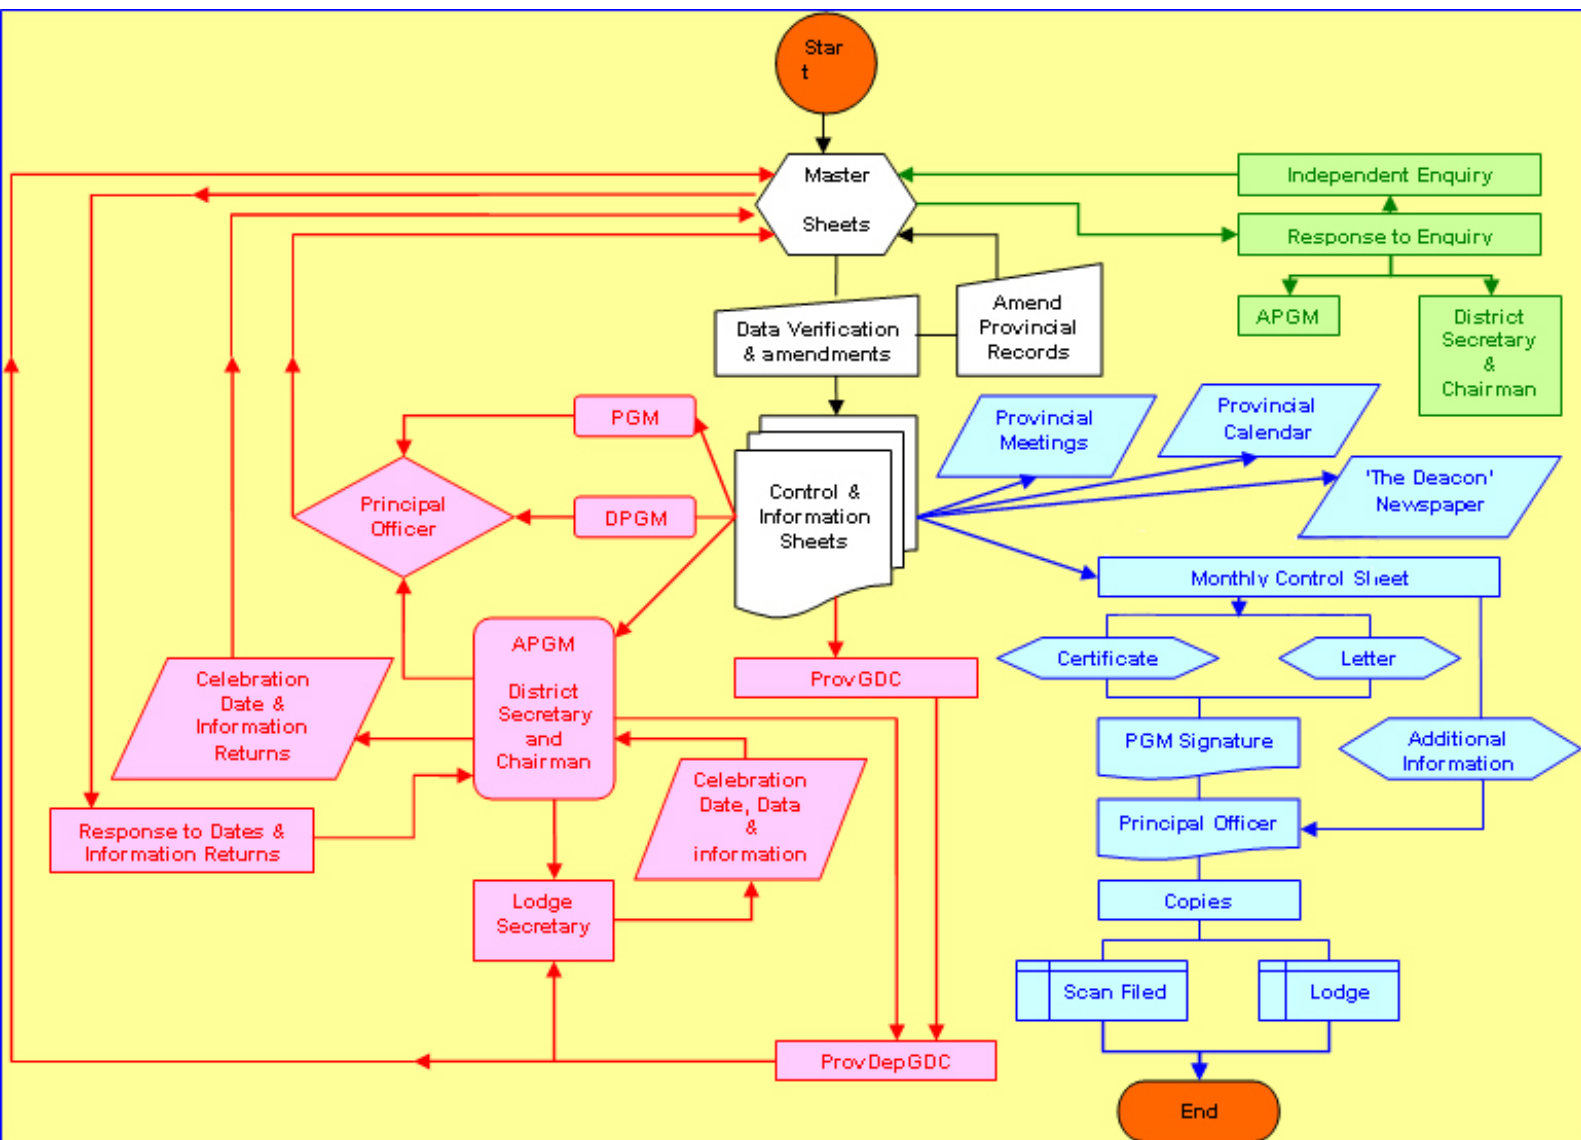 Star
t
Master
Sheets
Independent Enquiry
Response to Enquiry
APGM
District
Secretary
&
Chairman
Amend
Provincial
Records
Data Verification
& amendments
PGM
Provincial
Meetings
Provincial
Calendar
'The Deacon'
Newspaper
Principal
Officer
DPGM
Control &
Information
Sheets
Monthly Control Sheet
APGM
District
Secretary
and
Chairman
Celebration
Date &
Information
Returns
ProvGDC
Certificate
Letter
PGM Signature
Additional
Information
Celebration
Date, Data
&
information
Response to Dates &
Information Returns
Principal Officer
Lodge
Secretary
Copies
Scan Filed
Lodge
ProvDepGDC
End